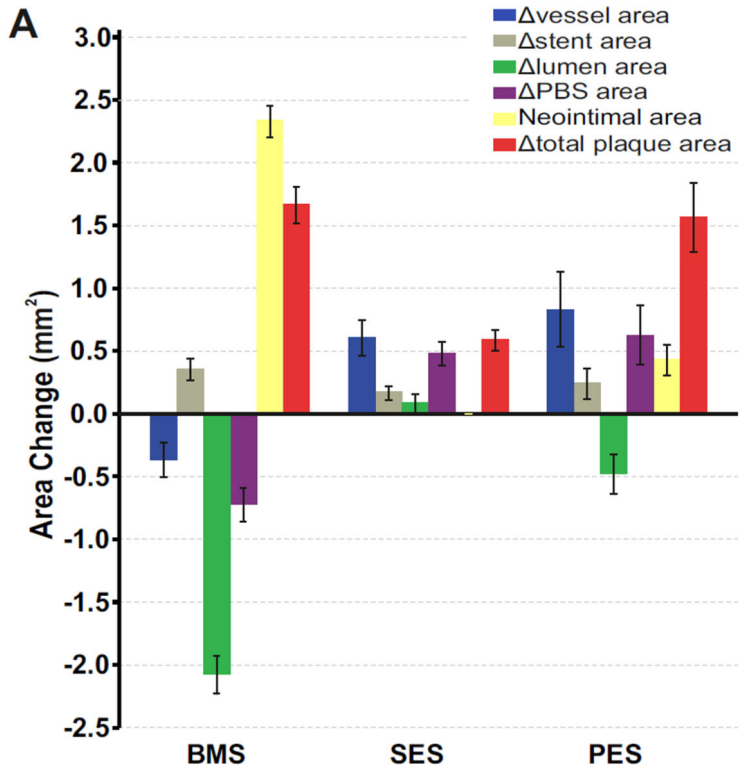 A
Δvessel area
Δstent area
Δlumen area
ΔPBS area
Neointimal area
Δtotal plaque area
3.0
2.5
2.0
1.5
1.0
0.5
0.0
-0.5
-1.0
-1.5
-2.0
-2.5
Area Change (mm²)
BMS SES PES